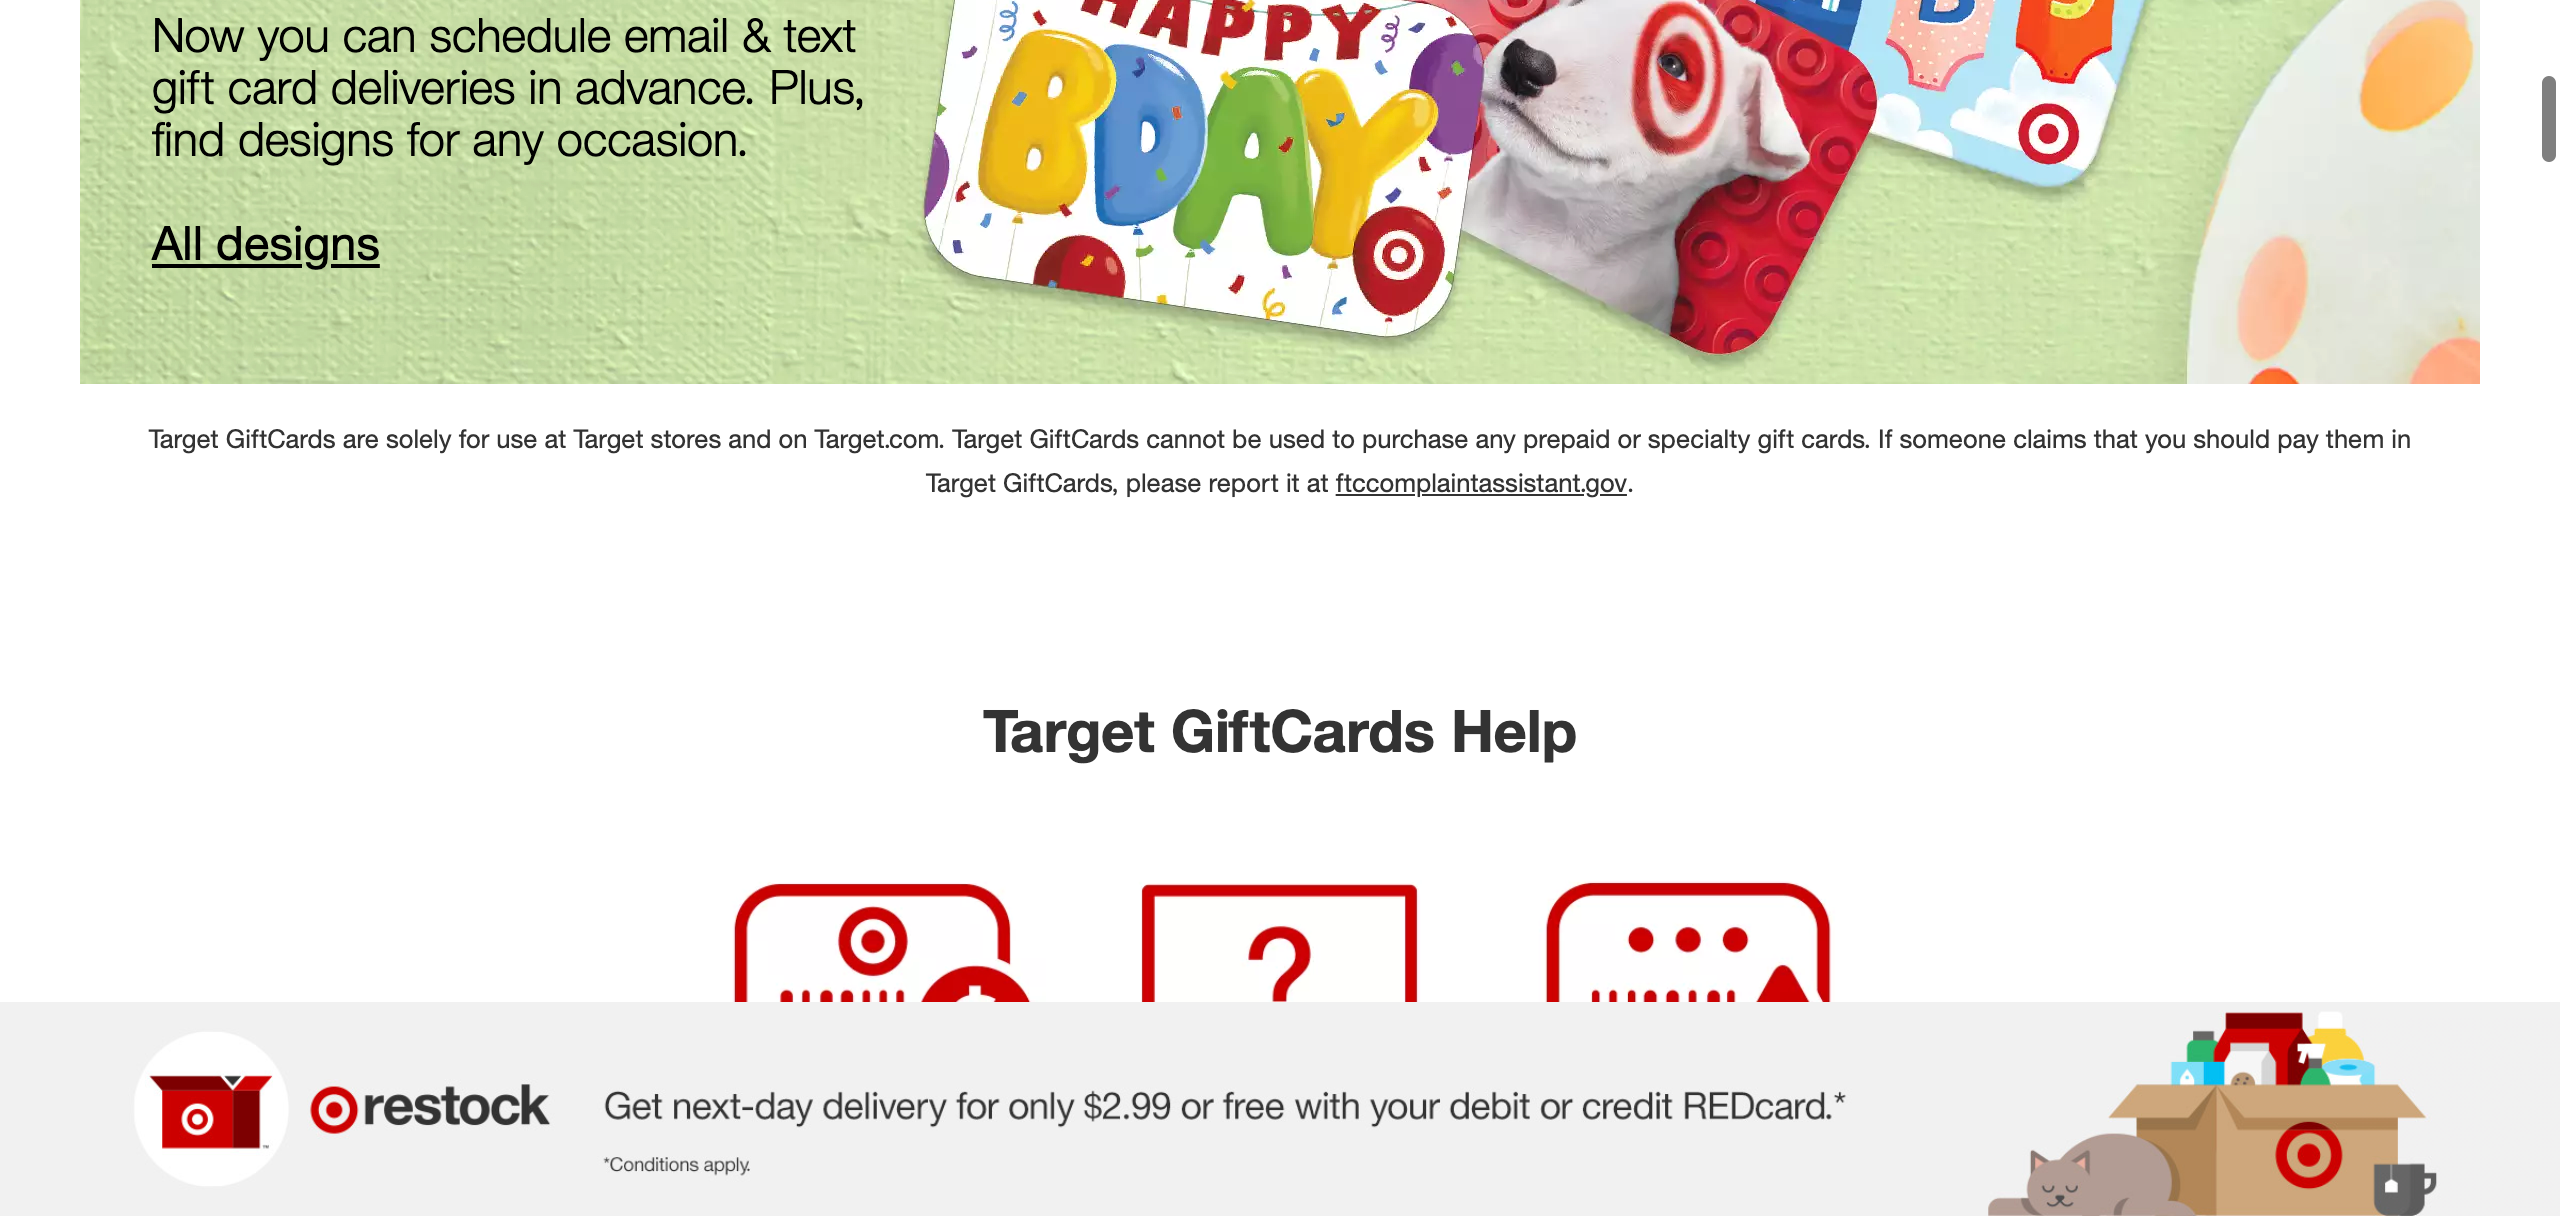 Now you can schedule email & text
gift card deliveries in advance. Plus,
find designs for any occasion.
All designs
HAPPY
BDAY
Target GiftCards are solely for use at Target stores and on Target.com. Target GiftCards cannot be used to purchase any prepaid or specialty gift cards. If someone claims that you should pay them in
Target GiftCards, please report it at ftccomplaintassistant.gov.
Target GiftCards Help
?
restock
Get next-day delivery for only $2.99 or free with your debit or credit REDcard.*
*Conditions apply.